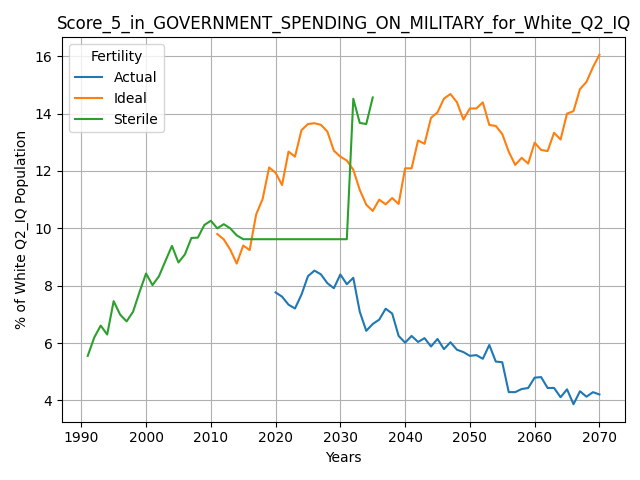 Score_5_in_GOVERNMENT_SPENDING_ON_MILITARY_for_White_Q2_IQ
Fertility
Actual
Ideal
Sterile
% of White Q2_IQ Population
16
14
12
10
8
6
4
1990 2000 2010 2020 2030 2040 2050 2060 2070
Years